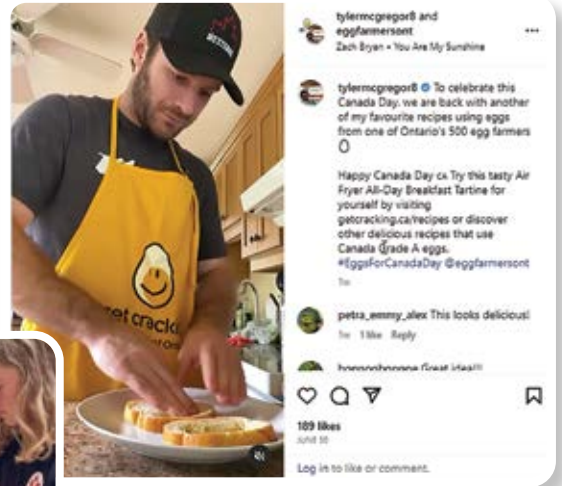 tylermcgregor8 and
eggfarmersont
Zach Bryan • You Are My Sunshine
tylermcgregor8 To celebrate this
Canada Day, we are back with another
of my favourite recipes using eggs
from one of Ontario's 500 egg farmers
Happy Canada Day CA Try this tasty Air
Fryer All-Day Breakfast Tartine for
yourself by visiting
getcracking.ca/recipes or discover
other delicious recipes that use
Canada Grade A eggs.
#EggsForCanadaDay @eggfarmersont
1w
petra_emmy_alex This looks delicious!
1w 1 like Reply
Great idea!!!
189 likes
Log in to like or comment.
get cracki